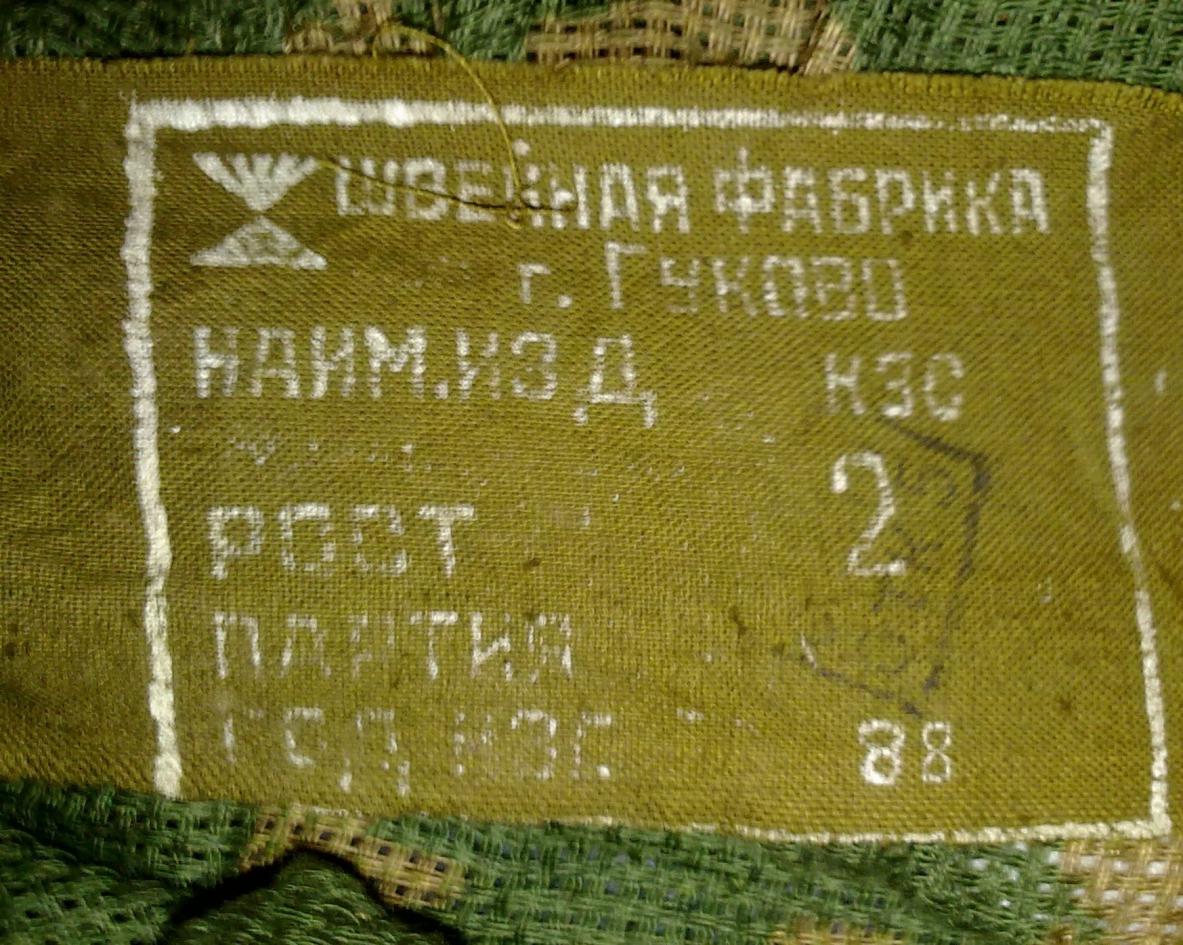 ШВЕЙНАЯ ФАБРИКА
г. Гуково
НАИМ.ИЗД КЗС
РОСТ 2
ПАРТИЯ
ГОД ИЗГ. 88